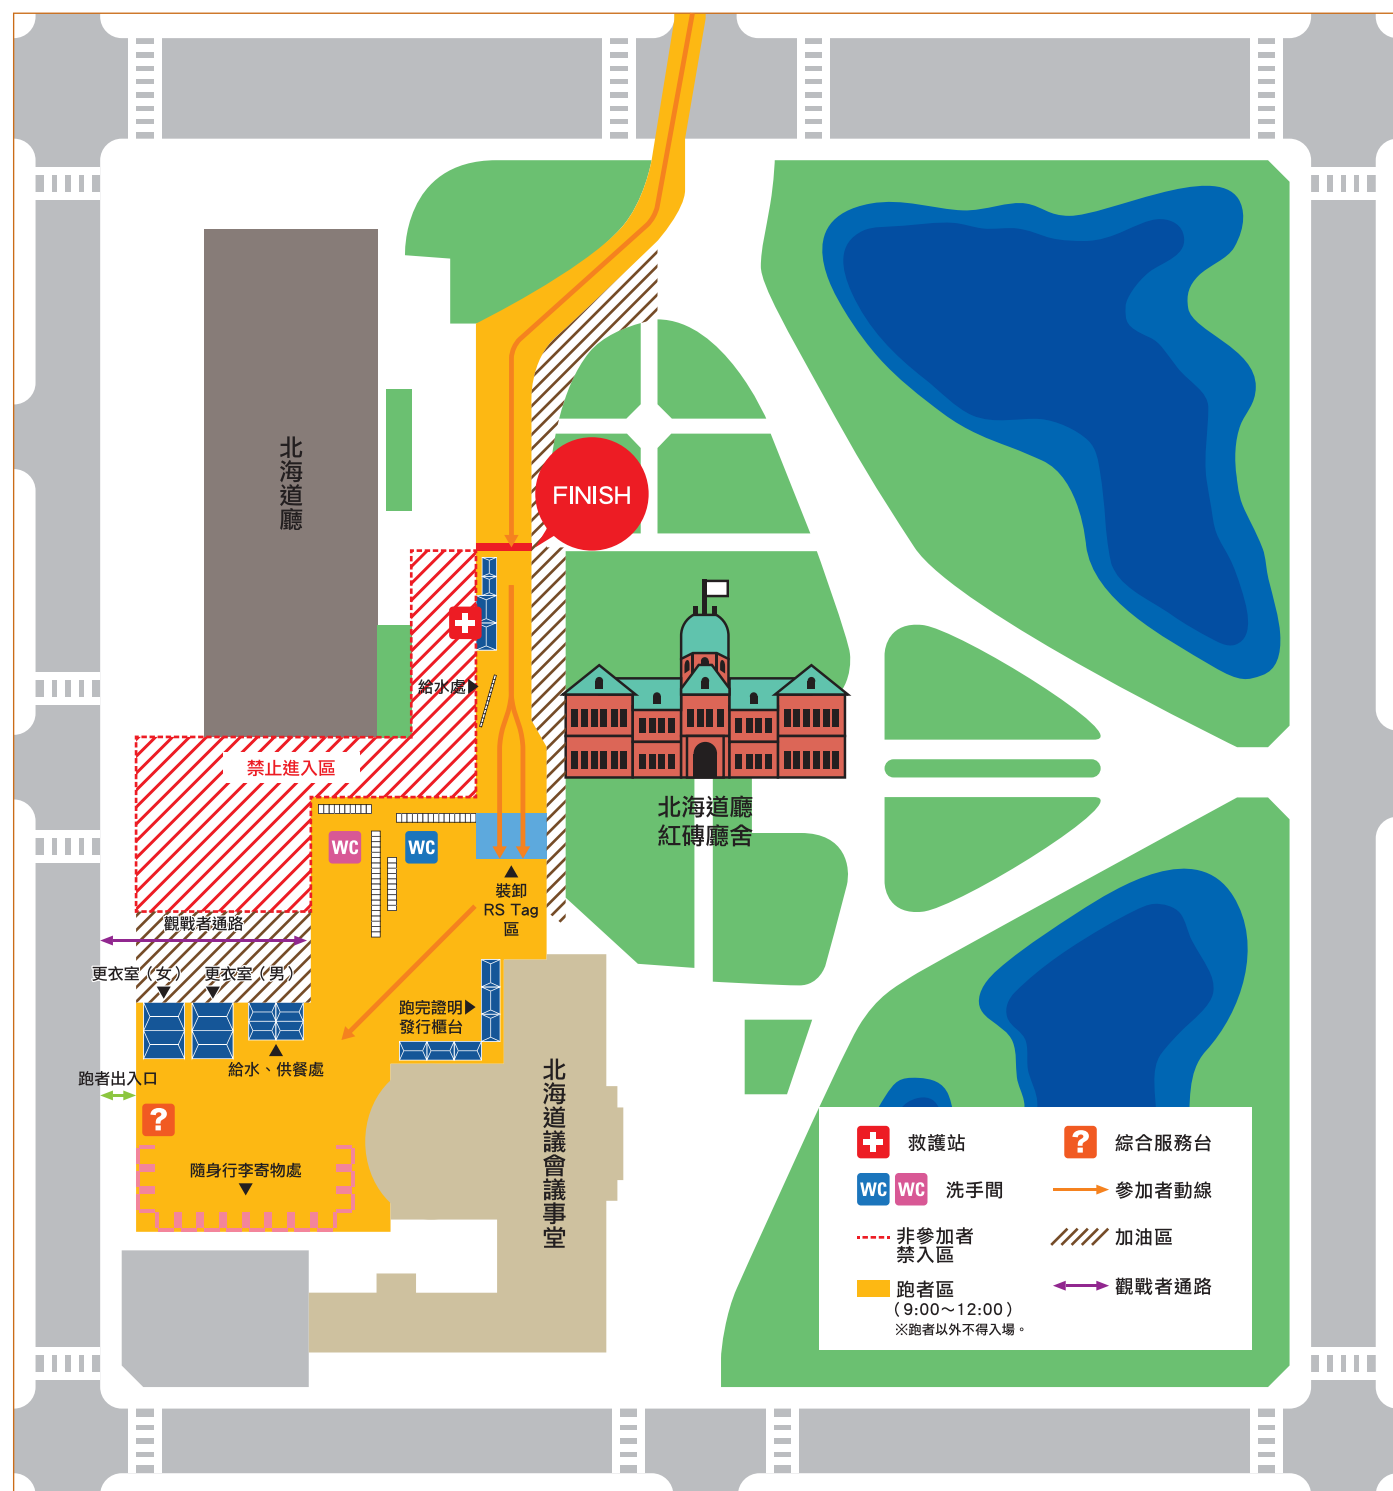 北海道廳
FINISH
給水處
禁止進入區
北海道廳
紅磚廳舍
WC
WC
裝卸
RS Tag
區
觀戰者通路
更衣室（女）
更衣室（男）
跑完證明
發行櫃台
給水、供餐處
跑者出入口
?
隨身行李寄物處
北海道議會議事堂
救護站
? 綜合服務台
WC WC 洗手間
參加者動線
非參加者
禁入區
加油區
跑者區
（9:00～12:00）
※跑者以外不得入場。
觀戰者通路